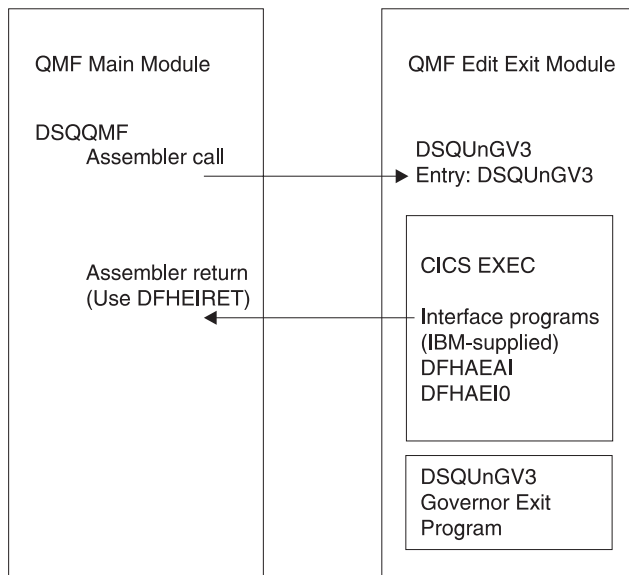 QMF Main Module
DSQQMF
Assembler call
Assembler return
(Use DFHEIRET)
QMF Edit Exit Module
DSQUnGV3
Entry: DSQUnGV3
CICS EXEC
Interface programs
(IBM-supplied)
DFHAEAI
DFHAEI0
DSQUnGV3
Governor Exit
Program